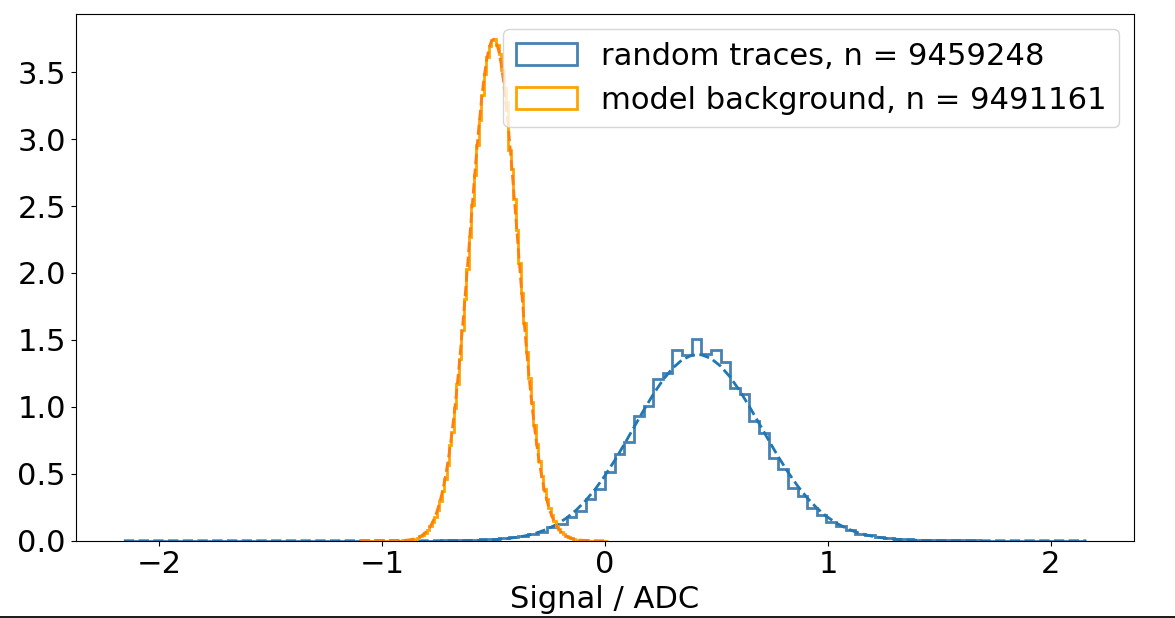 random traces, n = 9459248
model background, n = 9491161
3.5
3.0
2.5
2.0
1.5
1.0
0.5
0.0
−2 −1 0 1 2
Signal / ADC